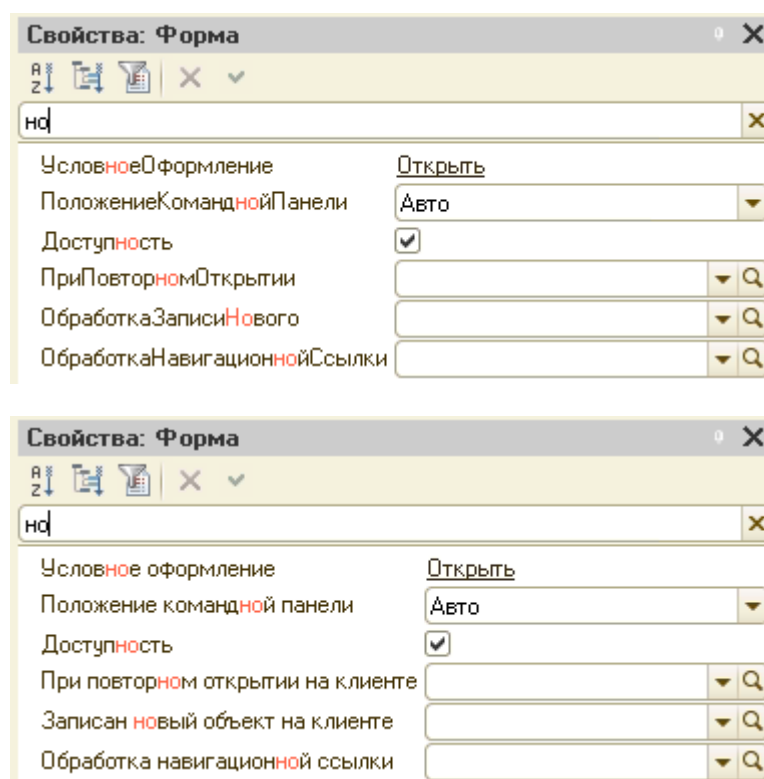 Свойства: Форма
но
УсловноеОформление Открыть
ПоложениеКоманднойПанели Авто
Доступность
ПриПовторномОткрытии
ОбработкаЗаписиНового
ОбработкаНавигационнойСсылки
Свойства: Форма
но
Условное оформление Открыть
Положение командной панели Авто
Доступность
При повторном открытии на клиенте
Записан новый объект на клиенте
Обработка навигационной ссылки